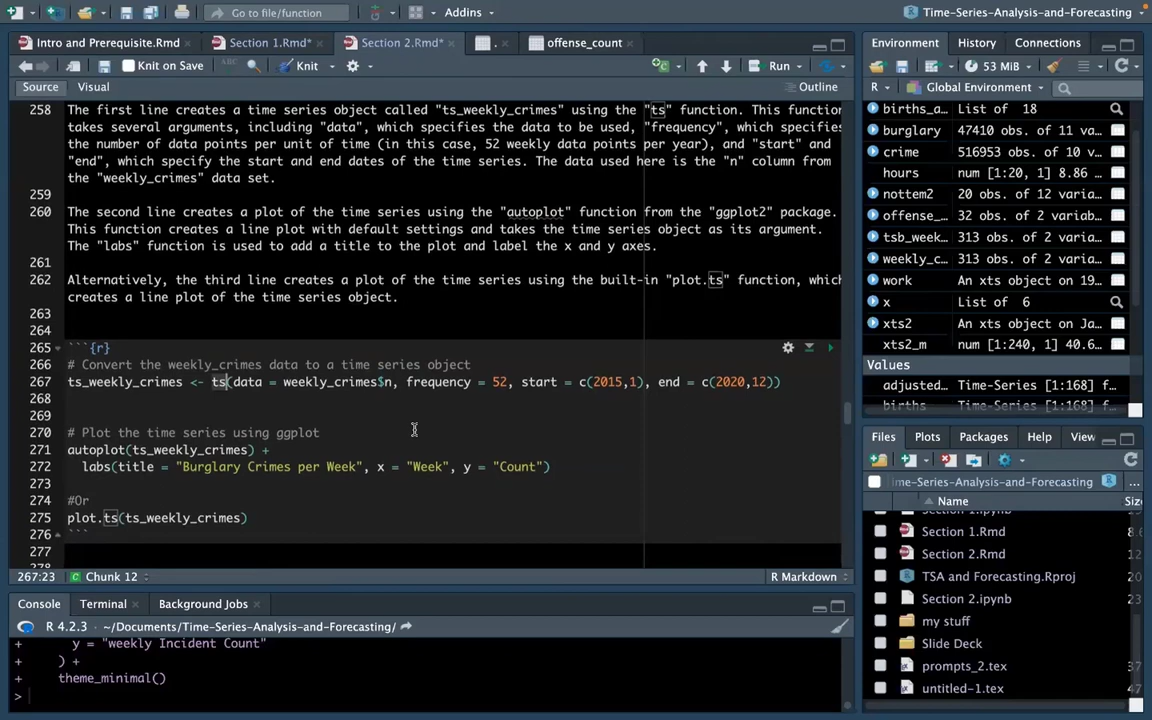 Go to file/function
Addins
Time-Series-Analysis-and-Forecasting
Intro and Prerequisite.Rmd
Section 1.Rmd*
Section 2.Rmd*
.
offense_count
Knit on Save
ABC
Knit
Run
Source
Visual
Outline
258 The first line creates a time series object called "ts_weekly_crimes" using the "ts" function. This function
takes several arguments, including "data", which specifies the data to be used, "frequency", which specifies
the number of data points per unit of time (in this case, 52 weekly data points per year), and "start" and
"end", which specify the start and end dates of the time series. The data used here is the "n" column from
the "weekly_crimes" data set.
259
260 The second line creates a plot of the time series using the "autoplot" function from the "ggplot2" package.
This function creates a line plot with default settings and takes the time series object as its argument.
The "labs" function is used to add a title to the plot and label the x and y axes.
261
262 Alternatively, the third line creates a plot of the time series using the built-in "plot.ts" function, which
creates a line plot of the time series object.
263
264
265 ```{r}
266 # Convert the weekly_crimes data to a time series object
267 ts_weekly_crimes <- ts(data = weekly_crimes$n, frequency = 52, start = c(2015,1), end = c(2020,12))
268
269
270 # Plot the time series using ggplot
271 autoplot(ts_weekly_crimes) +
272 labs(title = "Burglary Crimes per Week", x = "Week", y = "Count")
273
274 #Or
275 plot.ts(ts_weekly_crimes)
276 ```
277
267:23
Chunk 12
R Markdown
Console
Terminal
Background Jobs
R 4.2.3 · ~/Documents/Time-Series-Analysis-and-Forecasting/
+ y = "weekly Incident Count"
+ ) +
+ theme_minimal()
>
Environment
History
Connections
53 MiB
R
Global Environment
births_a… List of 18
burglary 47410 obs. of 11 var…
crime 516953 obs. of 10 v…
hours num [1:20, 1] 8.86 …
nottem2 20 obs. of 12 varia…
offense_… 32 obs. of 2 variab…
tsb_week… 313 obs. of 2 varia…
weekly_c… 313 obs. of 2 varia…
work An xts object on 19…
x List of 6
xts2 An xts object on Ja…
xts2_m num [1:240, 1] 40.6…
Values
adjusted… Time-Series [1:168] f…
births Time-Series [1:168] f…
Files
Plots
Packages
Help
View
…me-Series-Analysis-and-Forecasting
...
Name
Siz
Section 1.Rmd 8.6
Section 2.Rmd 12
TSA and Forecasting.Rproj 20
Section 2.ipynb 23
my stuff
Slide Deck
prompts_2.tex 37
untitled-1.tex